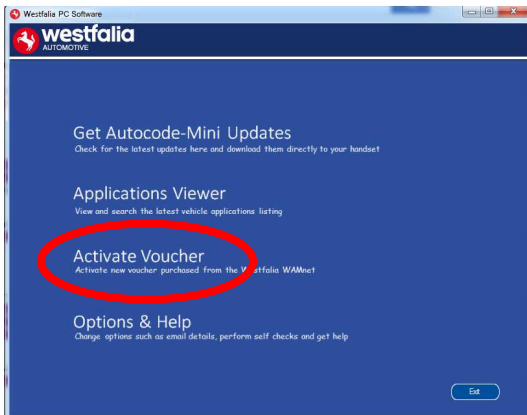 Westfalia PC Software
westfalia
AUTOMOTIVE
Get Autocode-Mini Updates
Check for the latest updates here and download them directly to your handset
Applications Viewer
View and search the latest vehicle applications listing
Activate Voucher
Activate new voucher purchased from the Westfalia WAMnet
Options & Help
Change options such as email details, perform self checks and get help
Exit